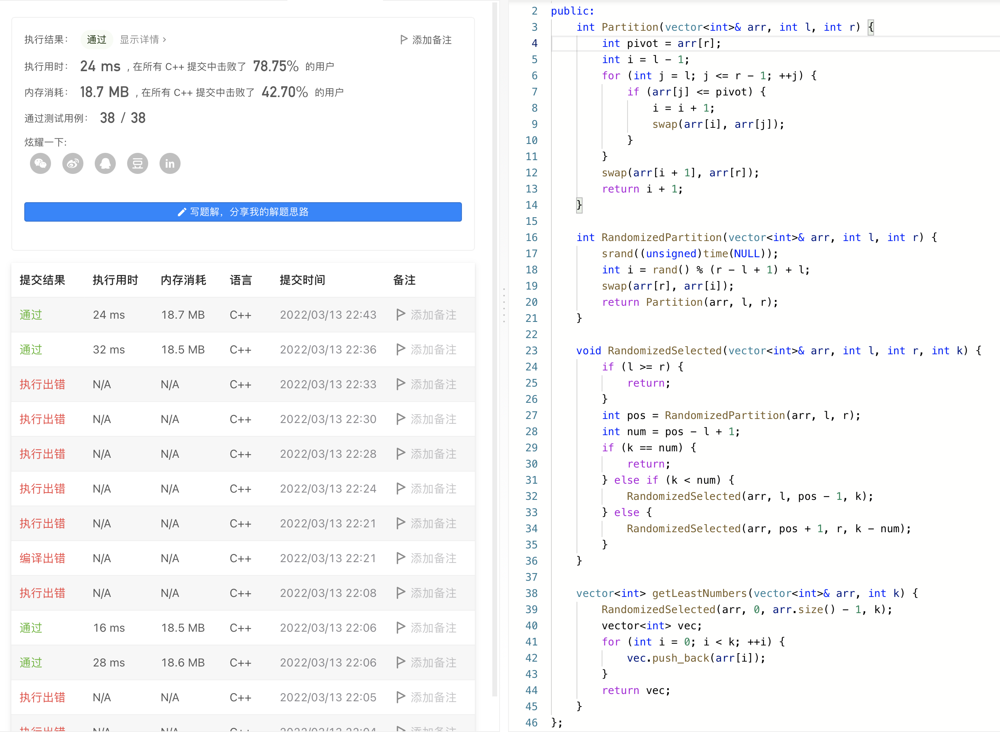 执行结果： 通过 显示详情 › 添加备注
执行用时： 24 ms , 在所有 C++ 提交中击败了 78.75% 的用户
内存消耗： 18.7 MB , 在所有 C++ 提交中击败了 42.70% 的用户
通过测试用例： 38 / 38
炫耀一下:
豆 in
写题解，分享我的解题思路
提交结果 执行用时 内存消耗 语言 提交时间 备注
通过 24 ms 18.7 MB C++ 2022/03/13 22:43 添加备注
通过 32 ms 18.5 MB C++ 2022/03/13 22:36 添加备注
执行出错 N/A N/A C++ 2022/03/13 22:33 添加备注
执行出错 N/A N/A C++ 2022/03/13 22:30 添加备注
执行出错 N/A N/A C++ 2022/03/13 22:28 添加备注
执行出错 N/A N/A C++ 2022/03/13 22:24 添加备注
执行出错 N/A N/A C++ 2022/03/13 22:21 添加备注
编译出错 N/A N/A C++ 2022/03/13 22:21 添加备注
执行出错 N/A N/A C++ 2022/03/13 22:08 添加备注
通过 16 ms 18.5 MB C++ 2022/03/13 22:06 添加备注
通过 28 ms 18.6 MB C++ 2022/03/13 22:06 添加备注
执行出错 N/A N/A C++ 2022/03/13 22:05 添加备注
执行出错 N/A N/A C++ 2022/03/13 22:04 添加备注
2 public:
3     int Partition(vector<int>& arr, int l, int r) {
4         int pivot = arr[r];
5         int i = l - 1;
6         for (int j = l; j <= r - 1; ++j) {
7             if (arr[j] <= pivot) {
8                 i = i + 1;
9                 swap(arr[i], arr[j]);
10             }
11         }
12         swap(arr[i + 1], arr[r]);
13         return i + 1;
14     }
15
16     int RandomizedPartition(vector<int>& arr, int l, int r) {
17         srand((unsigned)time(NULL));
18         int i = rand() % (r - l + 1) + l;
19         swap(arr[r], arr[i]);
20         return Partition(arr, l, r);
21     }
22
23     void RandomizedSelected(vector<int>& arr, int l, int r, int k) {
24         if (l >= r) {
25             return;
26         }
27         int pos = RandomizedPartition(arr, l, r);
28         int num = pos - l + 1;
29         if (k == num) {
30             return;
31         } else if (k < num) {
32             RandomizedSelected(arr, l, pos - 1, k);
33         } else {
34             RandomizedSelected(arr, pos + 1, r, k - num);
35         }
36     }
37
38     vector<int> getLeastNumbers(vector<int>& arr, int k) {
39         RandomizedSelected(arr, 0, arr.size() - 1, k);
40         vector<int> vec;
41         for (int i = 0; i < k; ++i) {
42             vec.push_back(arr[i]);
43         }
44         return vec;
45     }
46 };